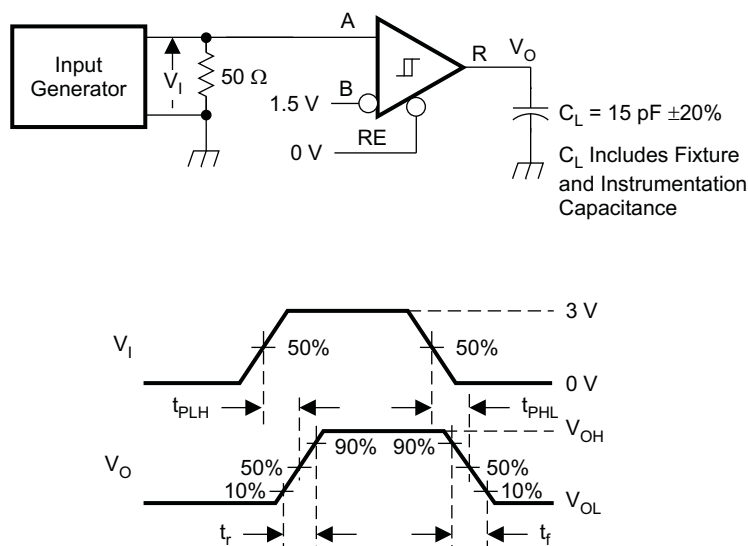 A
R
V_O
Input
Generator
V_I
50 Ω
B
1.5 V
RE
0 V
C_L = 15 pF ±20%
C_L Includes Fixture
and Instrumentation
Capacitance
3 V
V_I
50%
50%
0 V
t_PLH
t_PHL
V_OH
90%
90%
V_O
50%
50%
10%
10%
V_OL
t_r
t_f